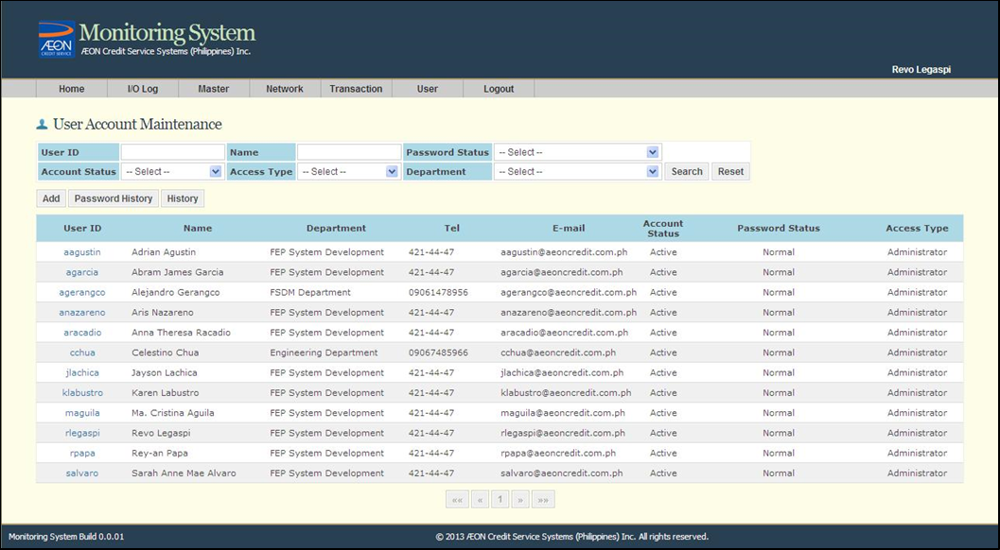 Monitoring System
ÆON
CREDIT SERVICE
ÆON Credit Service Systems (Philippines) Inc.
Revo Legaspi
Home I/O Log Master Network Transaction User Logout
User Account Maintenance
User ID Name Password Status -- Select --
Account Status -- Select -- Access Type -- Select -- Department -- Select -- Search Reset
Add Password History History
User ID Name Department Tel E-mail Account Status Password Status Access Type
aagustin Adrian Agustin FEP System Development 421-44-47 aagustin@aeoncredit.com.ph Active Normal Administrator
agarcia Abram James Garcia FEP System Development 421-44-47 agarcia@aeoncredit.com.ph Active Normal Administrator
agerangco Alejandro Gerangco FSDM Department 09061478956 agerangco@aeoncredit.com.ph Active Normal Administrator
anazareno Aris Nazareno FEP System Development 421-44-47 anazareno@aeoncredit.com.ph Active Normal Administrator
aracadio Anna Theresa Racadio FEP System Development 421-44-47 aracadio@aeoncredit.com.ph Active Normal Administrator
cchua Celestino Chua Engineering Department 09067485966 cchua@aeoncredit.com.ph Active Normal Administrator
jlachica Jayson Lachica FEP System Development 421-44-47 jlachica@aeoncredit.com.ph Active Normal Administrator
klabustro Karen Labustro FEP System Development 421-44-47 klabustro@aeoncredit.com.ph Active Normal Administrator
maguila Ma. Cristina Aguila FEP System Development 421-44-47 maguila@aeoncredit.com.ph Active Normal Administrator
rlegaspi Revo Legaspi FEP System Development 421-44-47 rlegaspi@aeoncredit.com.ph Active Normal Administrator
rpapa Rey-an Papa FEP System Development 421-44-47 rpapa@aeoncredit.com.ph Active Normal Administrator
salvaro Sarah Anne Mae Alvaro FEP System Development 421-44-47 salvaro@aeoncredit.com.ph Active Normal Administrator
«« « 1 » »»
Monitoring System Build 0.0.01 © 2013 ÆON Credit Service Systems (Philippines) Inc. All rights reserved.